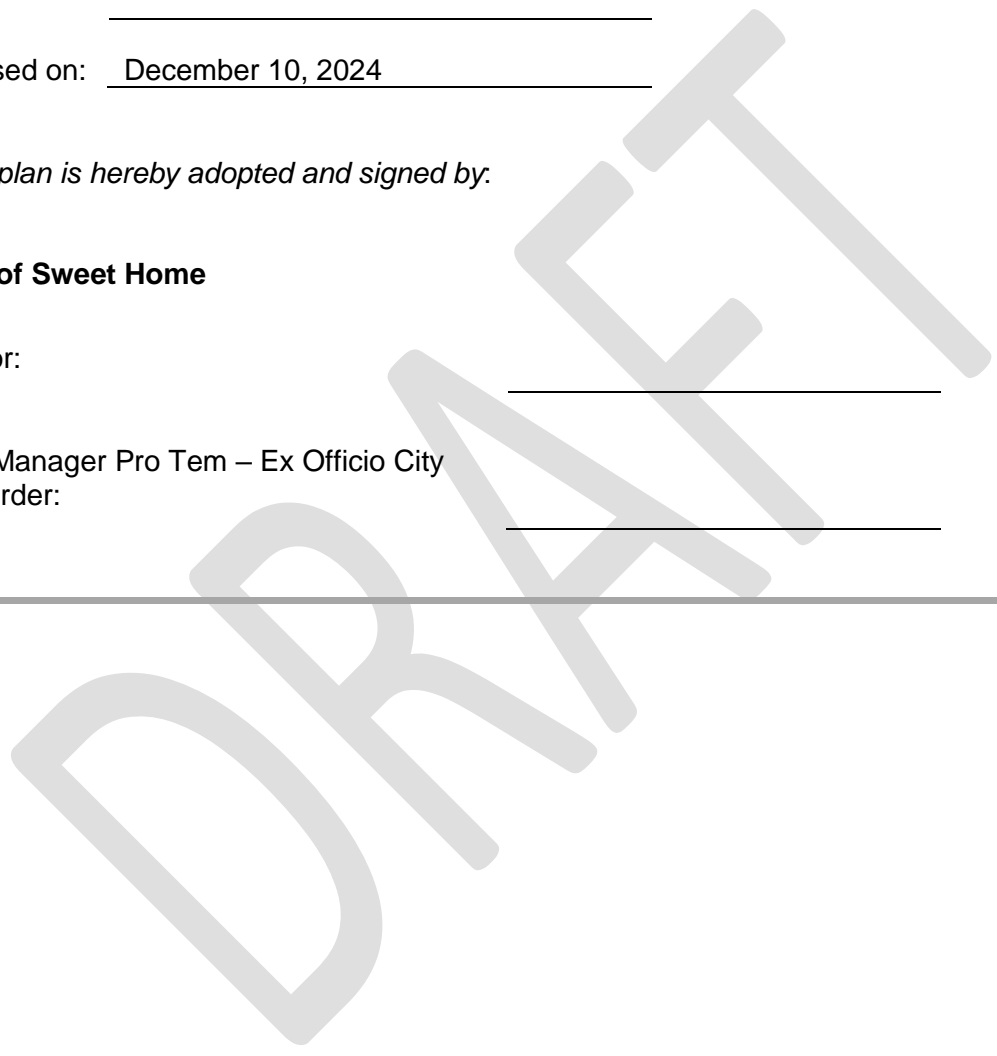 sed on: December 10, 2024
plan is hereby adopted and signed by:
of Sweet Home
or:
Manager Pro Tem – Ex Officio City
rder:
DRAFT